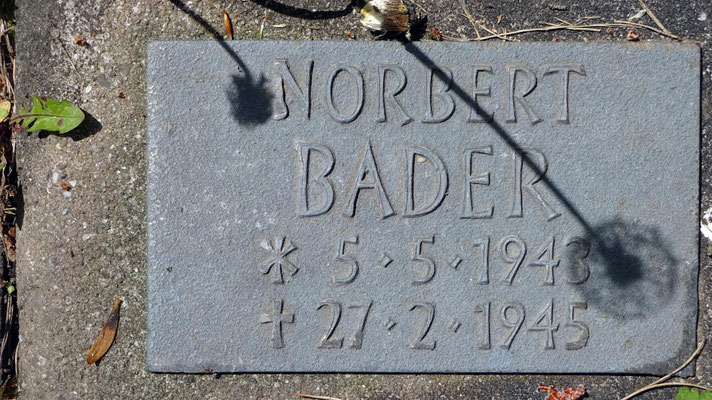 NORBERT
BADER
* 5 · 5 · 1943
† 27 · 2 · 1945